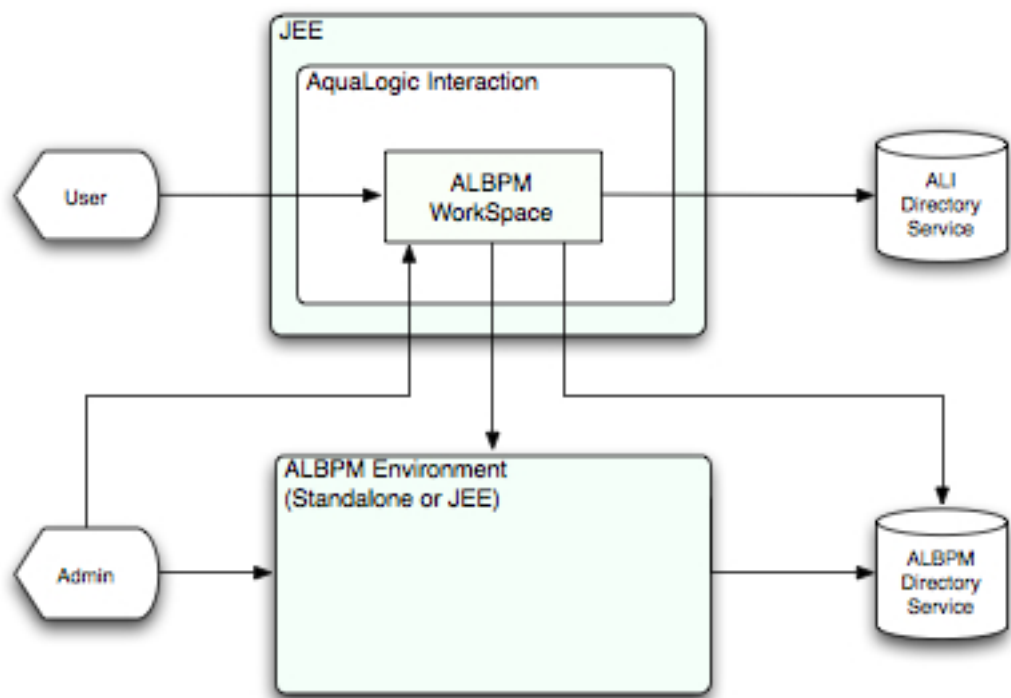 JEE
AquaLogic Interaction
User
ALBPM
WorkSpace
ALI
Directory
Service
ALBPM Environment
(Standalone or JEE)
Admin
ALBPM
Directory
Service